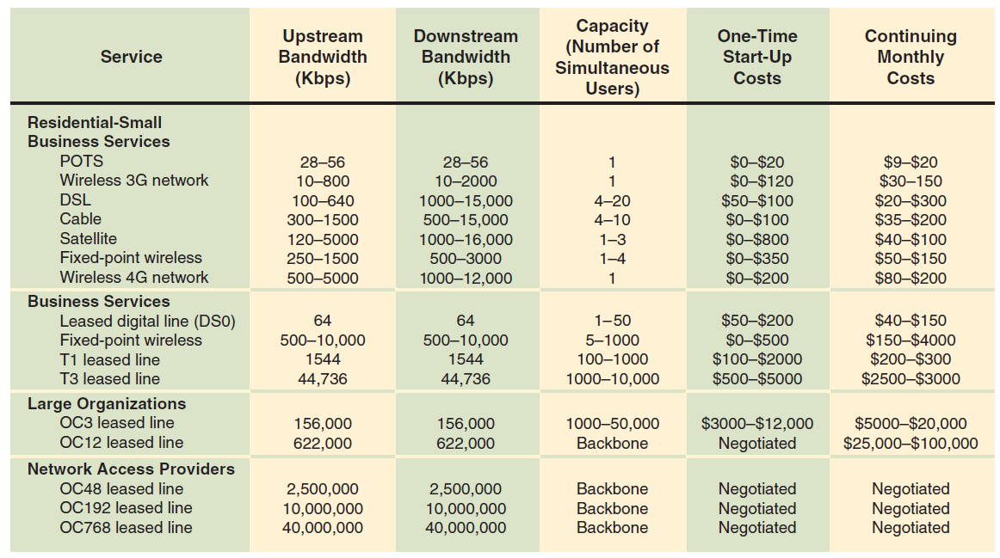 Service Upstream Bandwidth (Kbps) Downstream Bandwidth (Kbps) Capacity (Number of Simultaneous Users) One-Time Start-Up Costs Continuing Monthly Costs
Residential-Small
Business Services
POTS 28–56 28–56 1 $0–$20 $9–$20
Wireless 3G network 10–800 10–2000 1 $0–$120 $30–150
DSL 100–640 1000–15,000 4–20 $50–$100 $20–$300
Cable 300–1500 500–15,000 4–10 $0–$100 $35–$200
Satellite 120–5000 1000–16,000 1–3 $0–$800 $40–$100
Fixed-point wireless 250–1500 500–3000 1–4 $0–$350 $50–$150
Wireless 4G network 500–5000 1000–12,000 1 $0–$200 $80–$200
Business Services
Leased digital line (DS0) 64 64 1–50 $50–$200 $40–$150
Fixed-point wireless 500–10,000 500–10,000 5–1000 $0–$500 $150–$4000
T1 leased line 1544 1544 100–1000 $100–$2000 $200–$300
T3 leased line 44,736 44,736 1000–10,000 $500–$5000 $2500–$3000
Large Organizations
OC3 leased line 156,000 156,000 1000–50,000 $3000–$12,000 $5000–$20,000
OC12 leased line 622,000 622,000 Backbone Negotiated $25,000–$100,000
Network Access Providers
OC48 leased line 2,500,000 2,500,000 Backbone Negotiated Negotiated
OC192 leased line 10,000,000 10,000,000 Backbone Negotiated Negotiated
OC768 leased line 40,000,000 40,000,000 Backbone Negotiated Negotiated